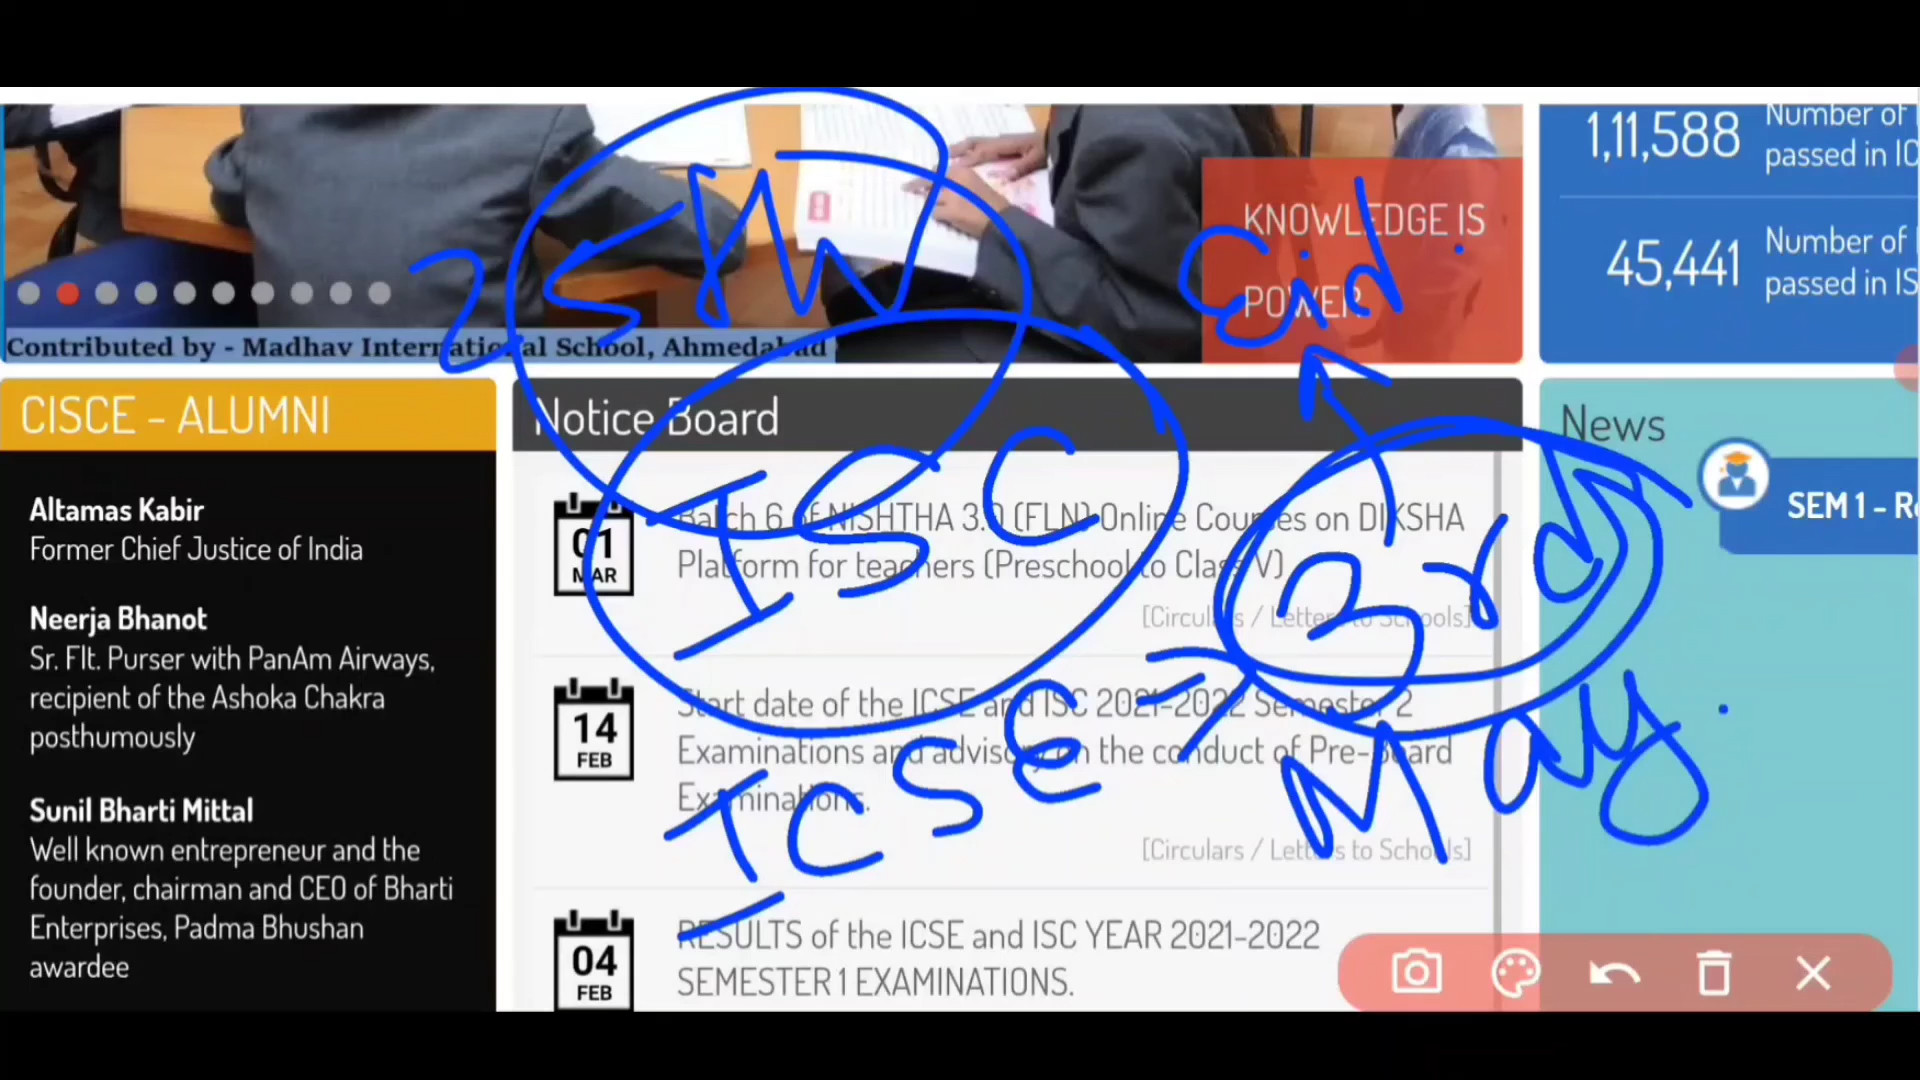 1,11,588
Number of
passed in IC
45,441
Number of
passed in IS
KNOWLEDGE IS
POWER
Eid.
Contributed by - Madhav International School, Ahmedabad
CISCE - ALUMNI
Altamas Kabir
Former Chief Justice of India
Neerja Bhanot
Sr. Flt. Purser with PanAm Airways,
recipient of the Ashoka Chakra
posthumously
Sunil Bharti Mittal
Well known entrepreneur and the
founder, chairman and CEO of Bharti
Enterprises, Padma Bhushan
awardee
Notice Board
ISC
01
MAR
Batch 6 of NISHTHA 3.0 (FLN) Online Courses on DIKSHA
Platform for teachers (Preschool to Class V)
[Circulars / Letters to Schools]
14
FEB
Start date of the ICSE and ISC 2021-2022 Semester 2
Examinations and advisory on the conduct of Pre-Board
Examinations.
[Circulars / Letters to Schools]
ICSE = 3rd
May.
04
FEB
RESULTS of the ICSE and ISC YEAR 2021-2022
SEMESTER 1 EXAMINATIONS.
News
SEM 1 -